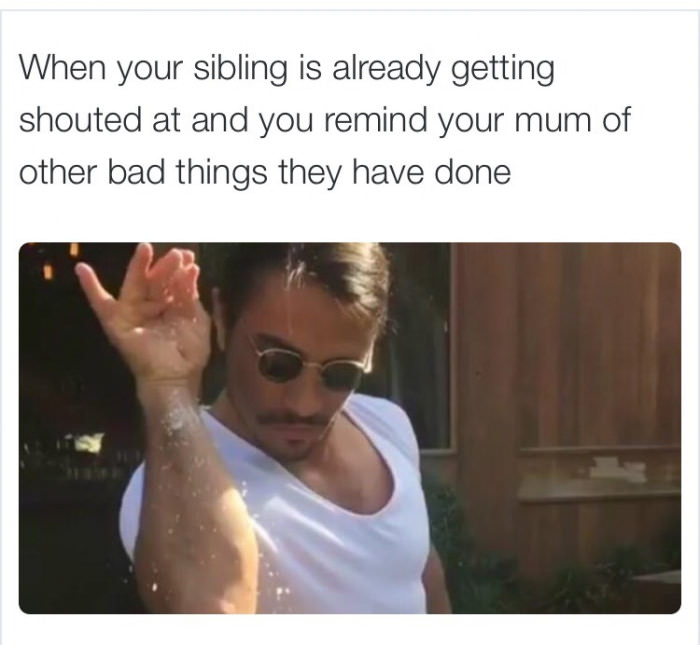 When your sibling is already getting
shouted at and you remind your mum of
other bad things they have done